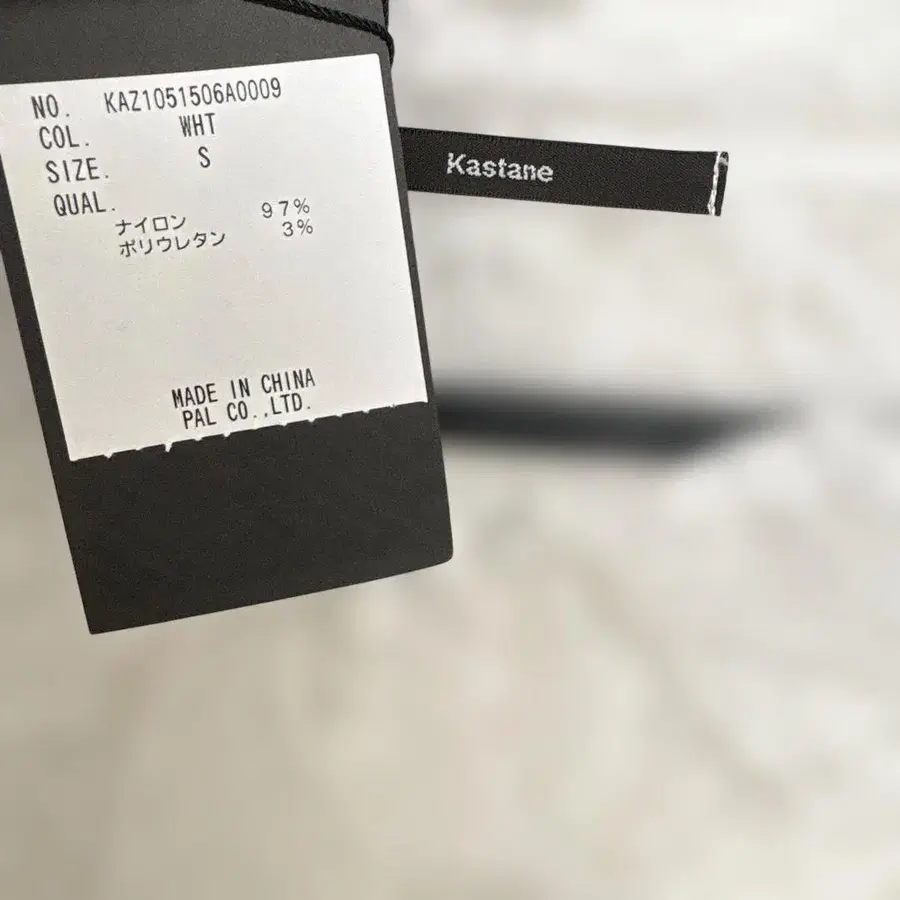 NO. KAZ1051506A0009
COL. WHT
SIZE. S
QUAL.
ナイロン 97%
ポリウレタン 3%
MADE IN CHINA
PAL CO.,LTD.
Kastane